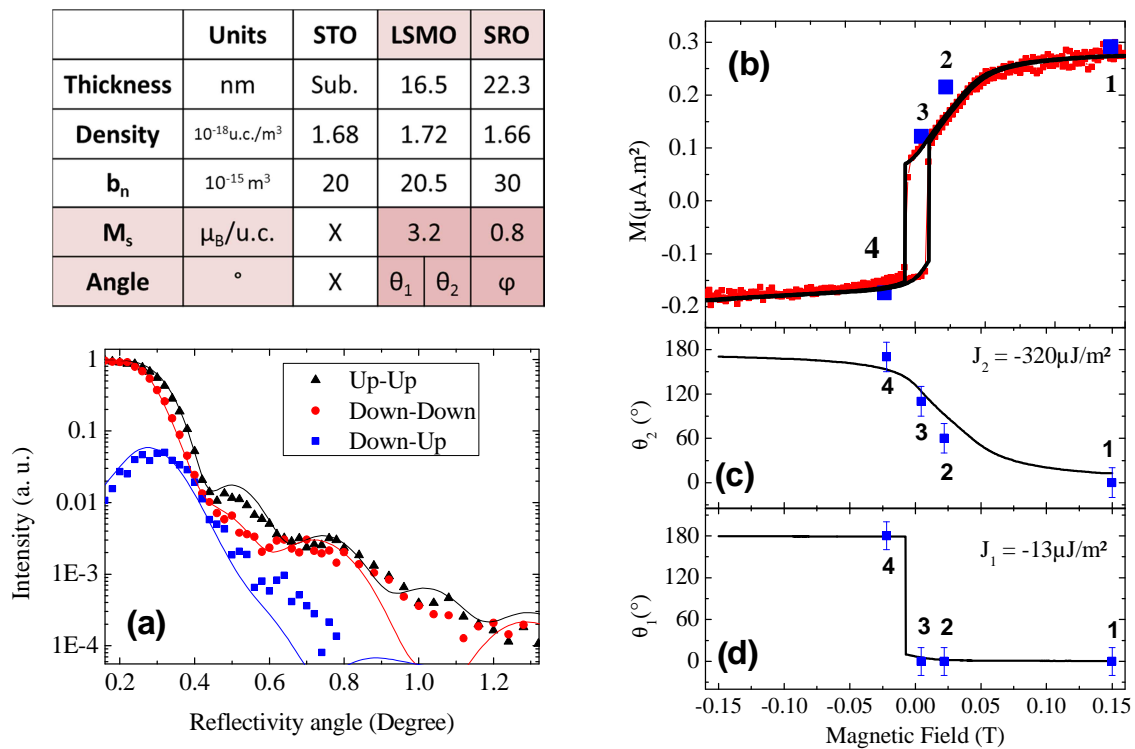 Units STO LSMO SRO
Thickness nm Sub. 16.5 22.3
Density 10⁻¹⁸u.c./m³ 1.68 1.72 1.66
bₙ 10⁻¹⁵ m³ 20 20.5 30
Mₛ μ_B/u.c. X 3.2 0.8
Angle ° X θ₁ θ₂ φ
1
0.1
0.01
1E-3
1E-4
Intensity (a. u.)
Up-Up
Down-Down
Down-Up
(a)
0.2 0.4 0.6 0.8 1.0 1.2
Reflectivity angle (Degree)
(b)
0.3
0.2
0.1
0.0
-0.1
-0.2
M(μA.m²)
2
1
3
4
180
120
60
0
θ₂ (°)
J₂ = -320μJ/m²
4
3
2
1
(c)
180
120
60
0
θ₁ (°)
J₁ = -13μJ/m²
4
3 2 1
(d)
-0.15 -0.10 -0.05 0.00 0.05 0.10 0.15
Magnetic Field (T)